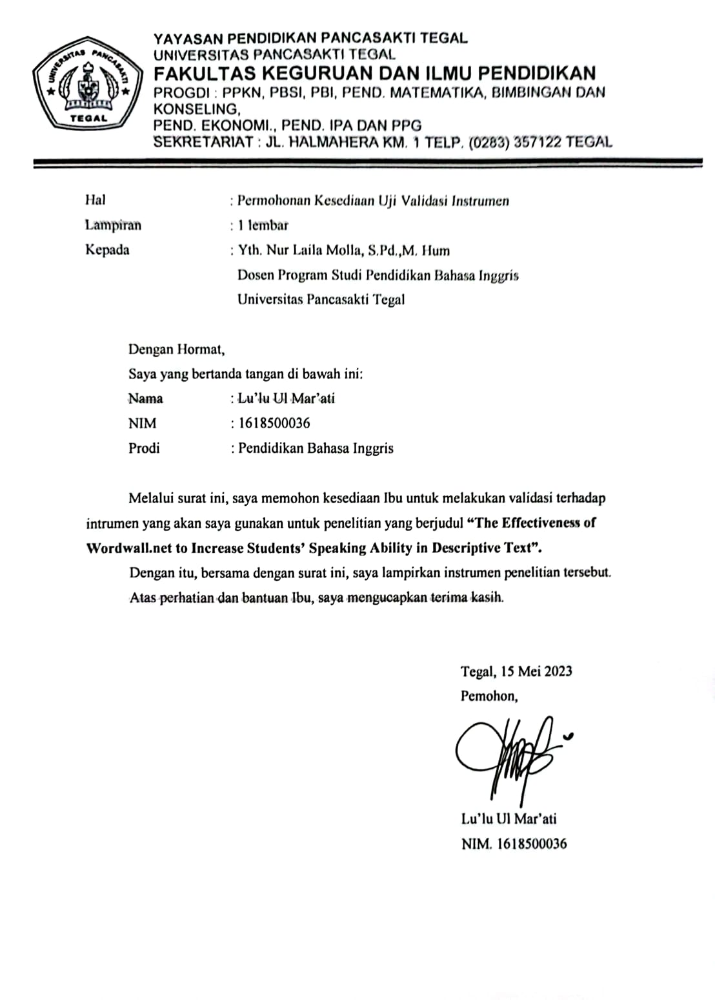 UNIVERSITAS PANCASAKTI
TEGAL
YAYASAN PENDIDIKAN PANCASAKTI TEGAL
UNIVERSITAS PANCASAKTI TEGAL
FAKULTAS KEGURUAN DAN ILMU PENDIDIKAN
PROGDI : PPKN, PBSI, PBI, PEND. MATEMATIKA, BIMBINGAN DAN
KONSELING,
PEND. EKONOMI., PEND. IPA DAN PPG
SEKRETARIAT : JL. HALMAHERA KM. 1 TELP. (0283) 357122 TEGAL
Hal : Permohonan Kesediaan Uji Validasi Instrumen
Lampiran : 1 lembar
Kepada : Yth. Nur Laila Molla, S.Pd.,M. Hum
Dosen Program Studi Pendidikan Bahasa Inggris
Universitas Pancasakti Tegal
Dengan Hormat,
Saya yang bertanda tangan di bawah ini:
Nama : Lu’lu Ul Mar’ati
NIM : 1618500036
Prodi : Pendidikan Bahasa Inggris
Melalui surat ini, saya memohon kesediaan Ibu untuk melakukan validasi terhadap
intrumen yang akan saya gunakan untuk penelitian yang berjudul “The Effectiveness of
Wordwall.net to Increase Students’ Speaking Ability in Descriptive Text”.
Dengan itu, bersama dengan surat ini, saya lampirkan instrumen penelitian tersebut.
Atas perhatian dan bantuan Ibu, saya mengucapkan terima kasih.
Tegal, 15 Mei 2023
Pemohon,
Lu’lu Ul Mar’ati
NIM. 1618500036